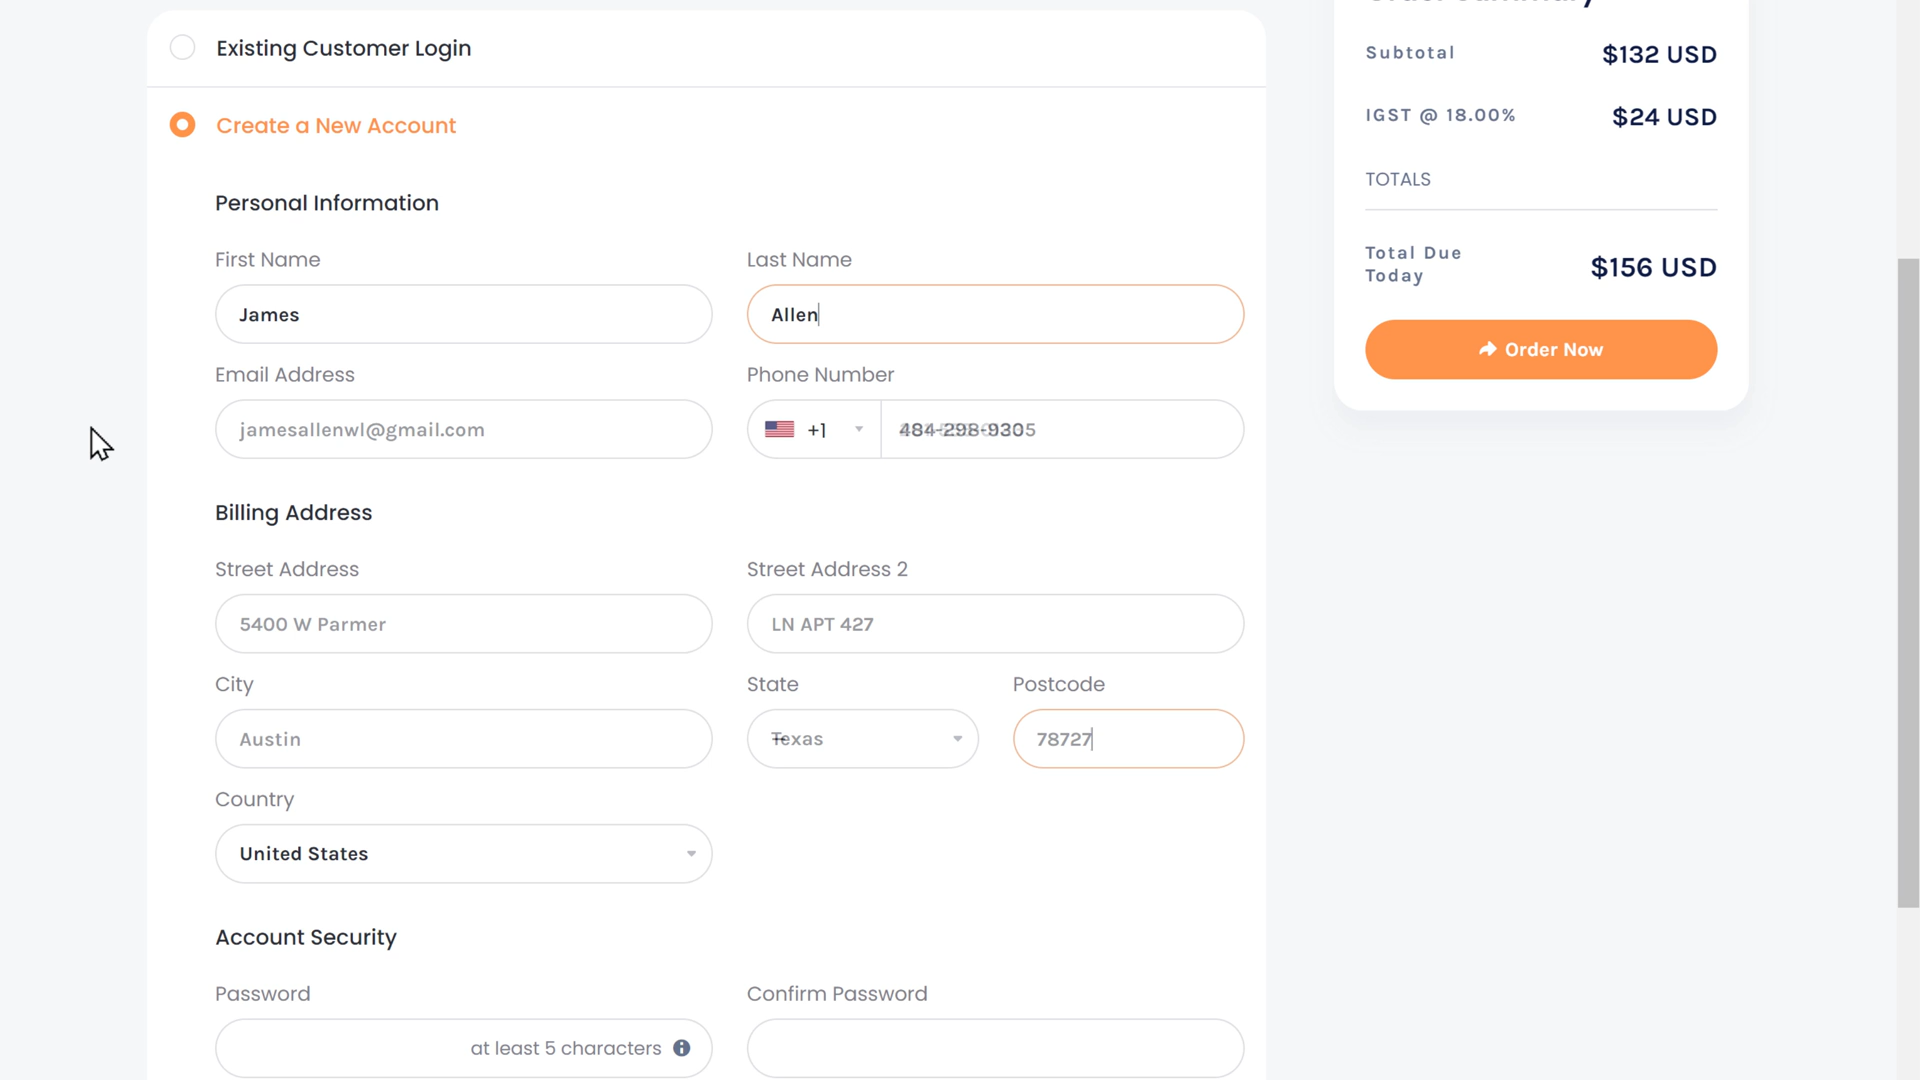 Existing Customer Login
Create a New Account
Personal Information
First Name
Last Name
James
Allen
Email Address
Phone Number
jamesallenwl@gmail.com
+1
484-298-9305
Billing Address
Street Address
Street Address 2
5400 W Parmer
LN APT 427
City
State
Postcode
Austin
Texas
78727
Country
United States
Account Security
Password
Confirm Password
at least 5 characters
Order Summary
Subtotal
$132 USD
IGST @ 18.00%
$24 USD
TOTALS
Total Due
Today
$156 USD
Order Now